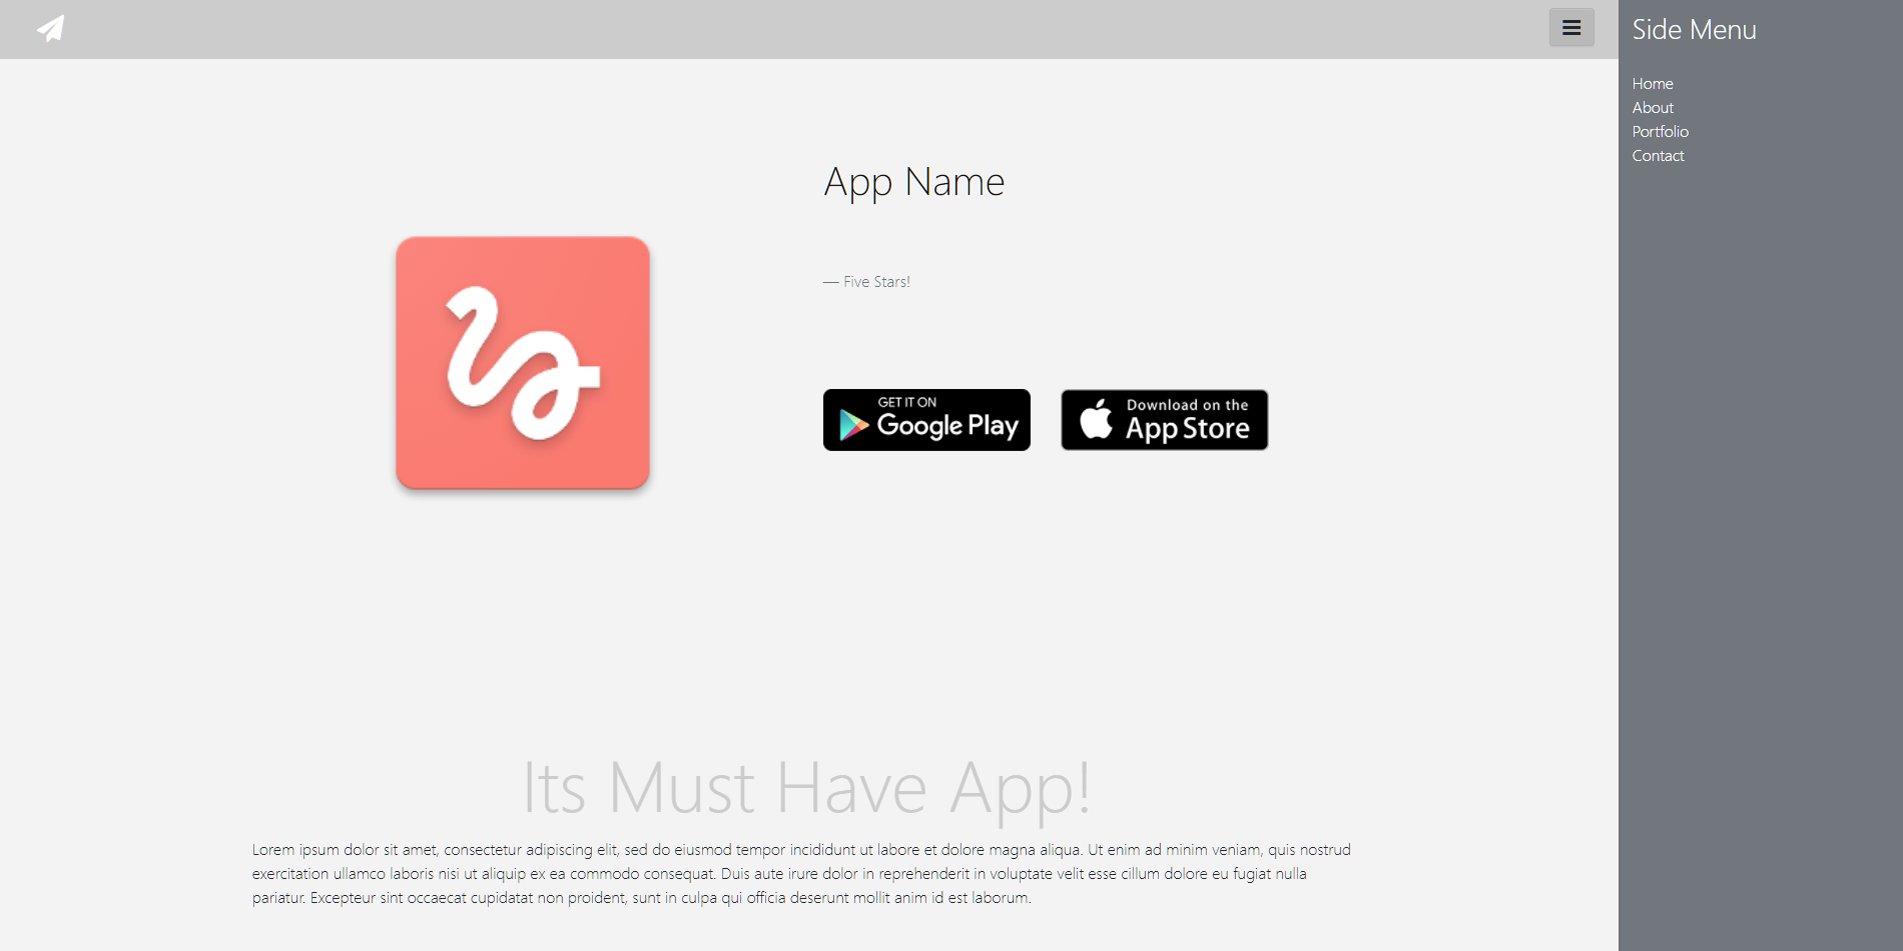 Side Menu
Home
About
Portfolio
Contact
App Name
— Five Stars!
GET IT ON
Google Play
Download on the
App Store
Its Must Have App!
Lorem ipsum dolor sit amet, consectetur adipiscing elit, sed do eiusmod tempor incididunt ut labore et dolore magna aliqua. Ut enim ad minim veniam, quis nostrud
exercitation ullamco laboris nisi ut aliquip ex ea commodo consequat. Duis aute irure dolor in reprehenderit in voluptate velit esse cillum dolore eu fugiat nulla
pariatur. Excepteur sint occaecat cupidatat non proident, sunt in culpa qui officia deserunt mollit anim id est laborum.